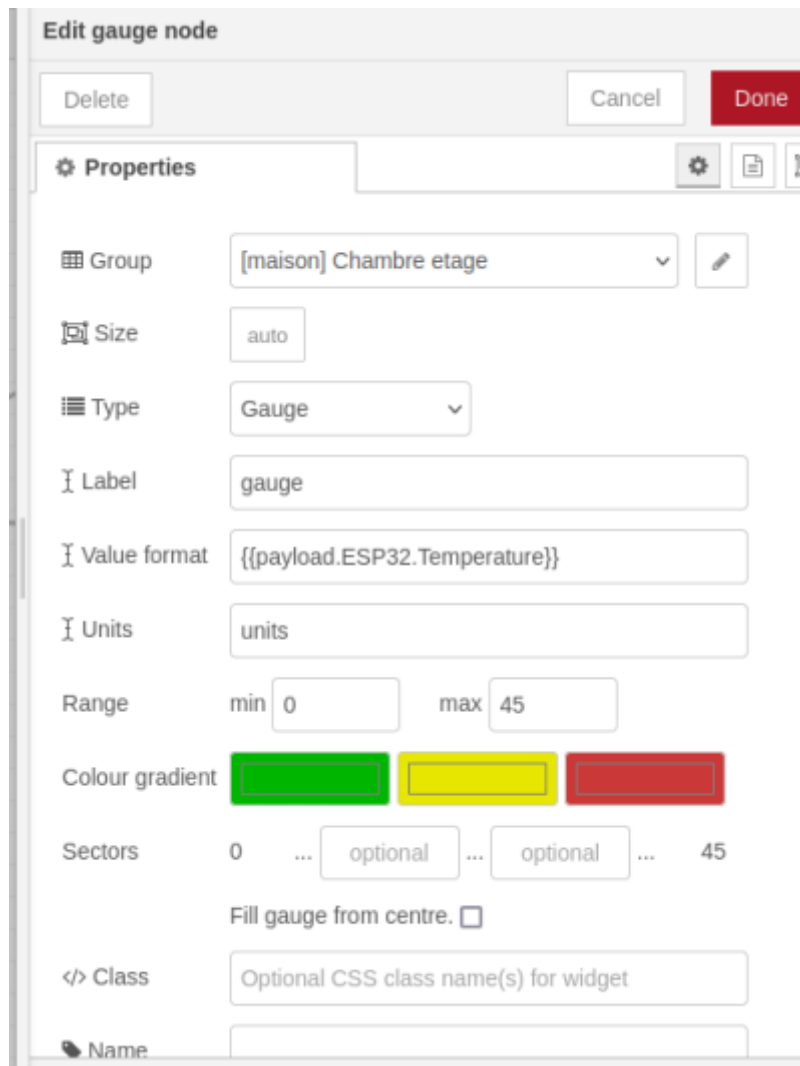 Edit gauge node
Delete
Cancel
Done
Properties
Group
[maison] Chambre etage
Size
auto
Type
Gauge
Label
gauge
Value format
{{payload.ESP32.Temperature}}
Units
units
Range
min
0
max
45
Colour gradient
Sectors
0
...
optional
...
optional
...
45
Fill gauge from centre.
</> Class
Optional CSS class name(s) for widget
Name